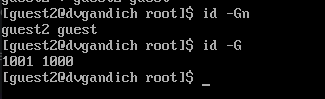 [guest2@dvgandich root]$ id -Gn
guest2 guest
[guest2@dvgandich root]$ id -G
1001 1000
[guest2@dvgandich root]$ _